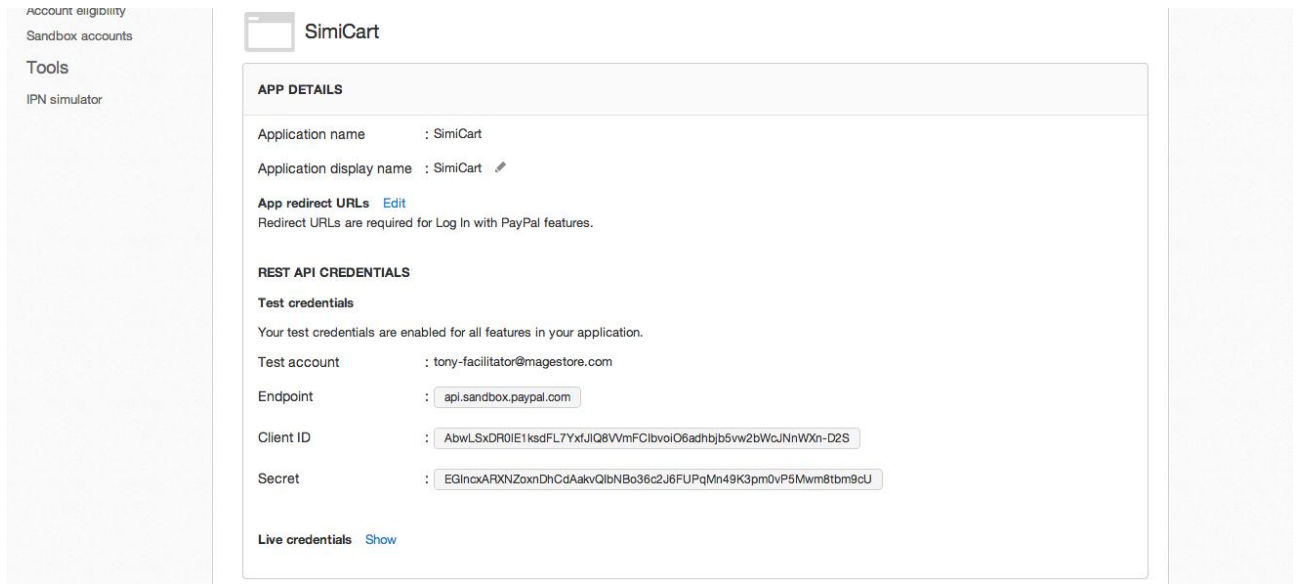 Account eligibility
Sandbox accounts
Tools
IPN simulator
SimiCart
APP DETAILS
Application name : SimiCart
Application display name : SimiCart
App redirect URLs Edit
Redirect URLs are required for Log In with PayPal features.
REST API CREDENTIALS
Test credentials
Your test credentials are enabled for all features in your application.
Test account : tony-facilitator@magestore.com
Endpoint : api.sandbox.paypal.com
Client ID : AbwLSxDR0IE1ksdFL7YxfJIQ8VVmFCIbvoiO6adhbjb5vw2bWcJNnWXn-D2S
Secret : EGIncxARXNZoxnDhCdAakvQIbNBo36c2J6FUPqMn49K3pm0vP5Mwm8tbm9cU
Live credentials Show